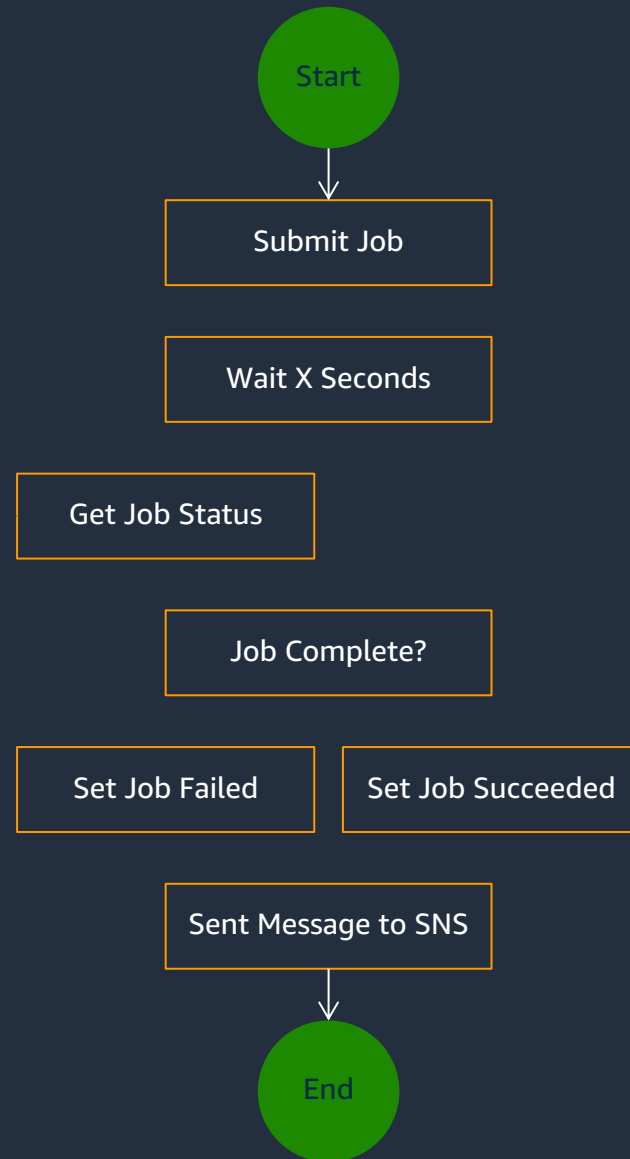 Start
Submit Job
Wait X Seconds
Get Job Status
Job Complete?
Set Job Failed
Set Job Succeeded
Sent Message to SNS
End